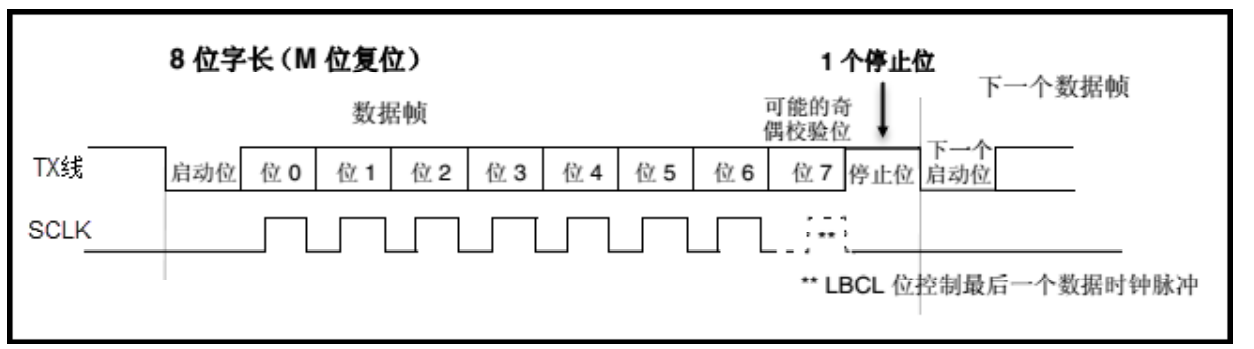 8 位字长（M 位复位）
1 个停止位
下一个数据帧
数据帧
可能的奇
偶校验位
TX线
启动位 位 0 位 1 位 2 位 3 位 4 位 5 位 6 位 7 停止位
下一个
启动位
SCLK
**
** LBCL 位控制最后一个数据时钟脉冲